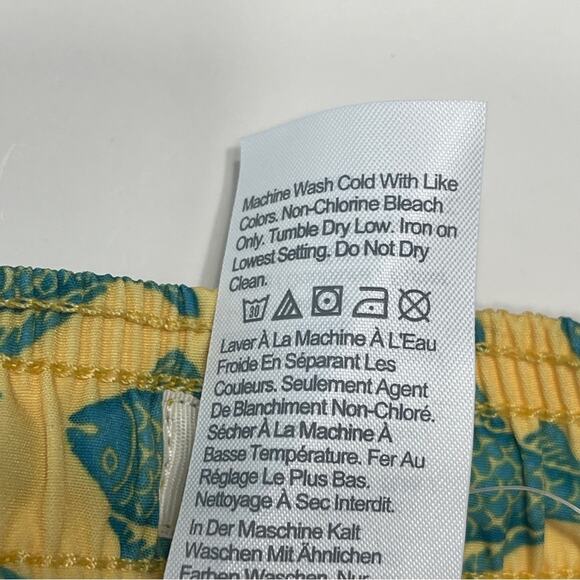 Machine Wash Cold With Like
Colors. Non-Chlorine Bleach
Only. Tumble Dry Low. Iron on
Lowest Setting. Do Not Dry
Clean.
30
Laver À La Machine À L'Eau
Froide En Séparant Les
Couleurs. Seulement Agent
De Blanchiment Non-Chloré.
Sécher À La Machine À
Basse Température. Fer Au
Réglage Le Plus Bas.
Nettoyage À Sec Interdit.
In Der Maschine Kalt
Waschen Mit Ähnlichen
Farben Waschen. Nur